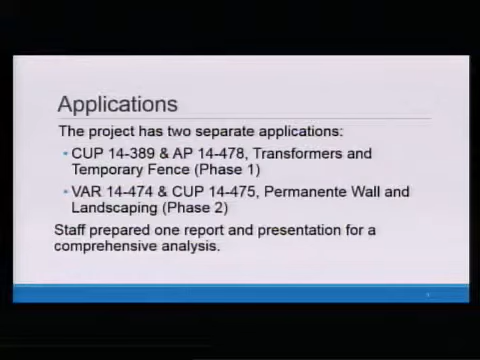 Applications
The project has two separate applications:
• CUP 14-389 & AP 14-478, Transformers and
Temporary Fence (Phase 1)
• VAR 14-474 & CUP 14-475, Permanente Wall and
Landscaping (Phase 2)
Staff prepared one report and presentation for a
comprehensive analysis.